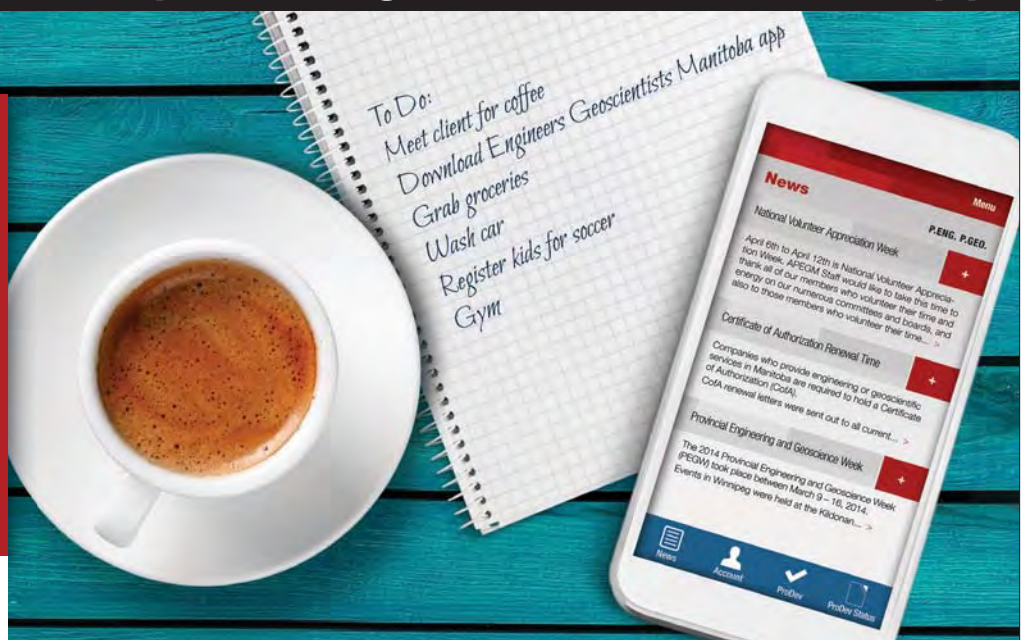 To Do:
Meet client for coffee
Download Engineers Geoscientists Manitoba app
Grab groceries
Wash car
Register kids for soccer
Gym
News
Menu
P.ENG. P.GEO.
National Volunteer Appreciation Week
+
April 6th to April 12th is National Volunteer Apprecia-
tion Week. APEGM Staff would like to take this time to
thank all of our members who volunteer their time and
energy on our numerous committees and boards, and
also to those members who volunteer their time... >
Certificate of Authorization Renewal Time
+
Companies who provide engineering or geoscientific
services in Manitoba are required to hold a Certificate
of Authorization (CofA).
CofA renewal letters were sent out to all current... >
Provincial Engineering and Geoscience Week
+
The 2014 Provincial Engineering and Geoscience Week
(PEGW) took place between March 9 – 16, 2014.
Events in Winnipeg were held at the Kildonan... >
News
Account
ProDev
ProDev Status